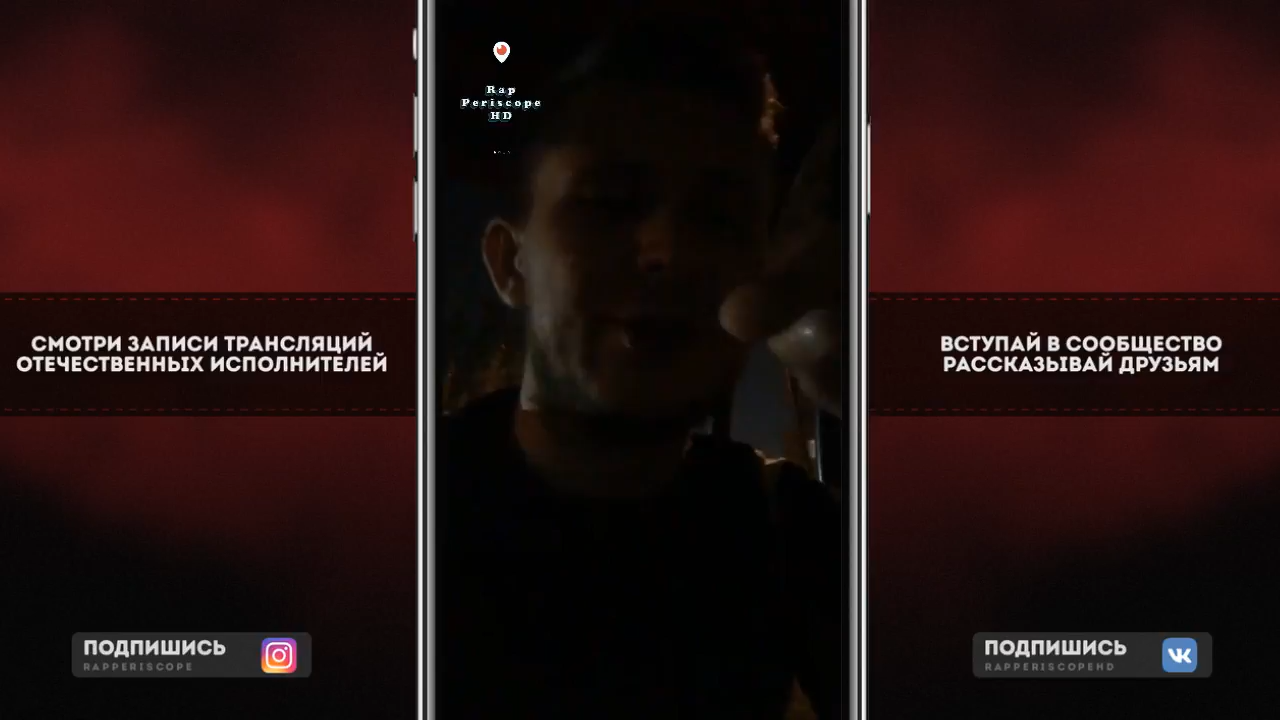 Rap
Periscope
HD
СМОТРИ ЗАПИСИ ТРАНСЛЯЦИЙ
ОТЕЧЕСТВЕННЫХ ИСПОЛНИТЕЛЕЙ
ВСТУПАЙ В СООБЩЕСТВО
РАССКАЗЫВАЙ ДРУЗЬЯМ
ПОДПИШИСЬ
RAPPERISCOPE
ПОДПИШИСЬ
RAPPERISCOPEHD